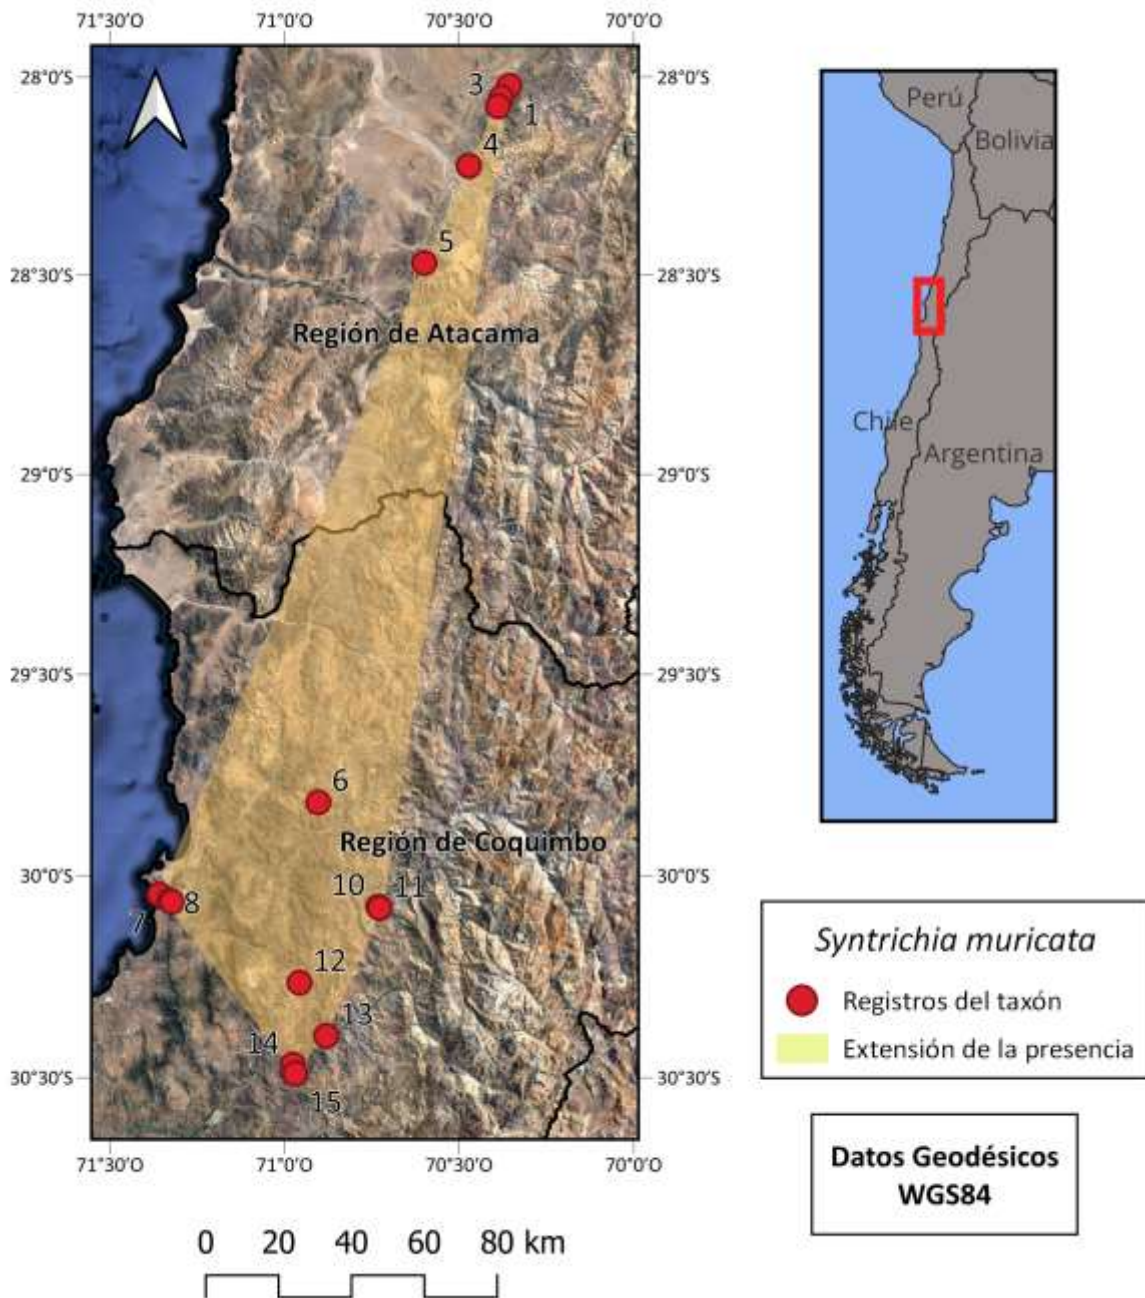 71°30'O 71°0'O 70°30'O 70°0'O
28°0'S
3
1
4
28°0'S
5
28°30'S
28°30'S
Región de Atacama
29°0'S
29°0'S
29°30'S
29°30'S
6
Región de Coquimbo
30°0'S
10 11
30°0'S
7
8
12
13
14
30°30'S
15
30°30'S
71°30'O 71°0'O 70°30'O 70°0'O
0 20 40 60 80 km
Perú
Bolivia
Chile
Argentina
Syntrichia muricata
Registros del taxón
Extensión de la presencia
Datos Geodésicos
WGS84